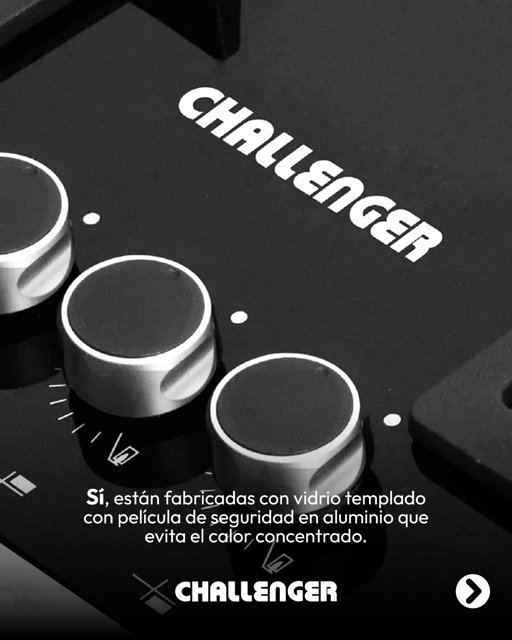 CHALLENGER
Sí, están fabricadas con vidrio templado
con película de seguridad en aluminio que
evita el calor concentrado.
CHALLENGER